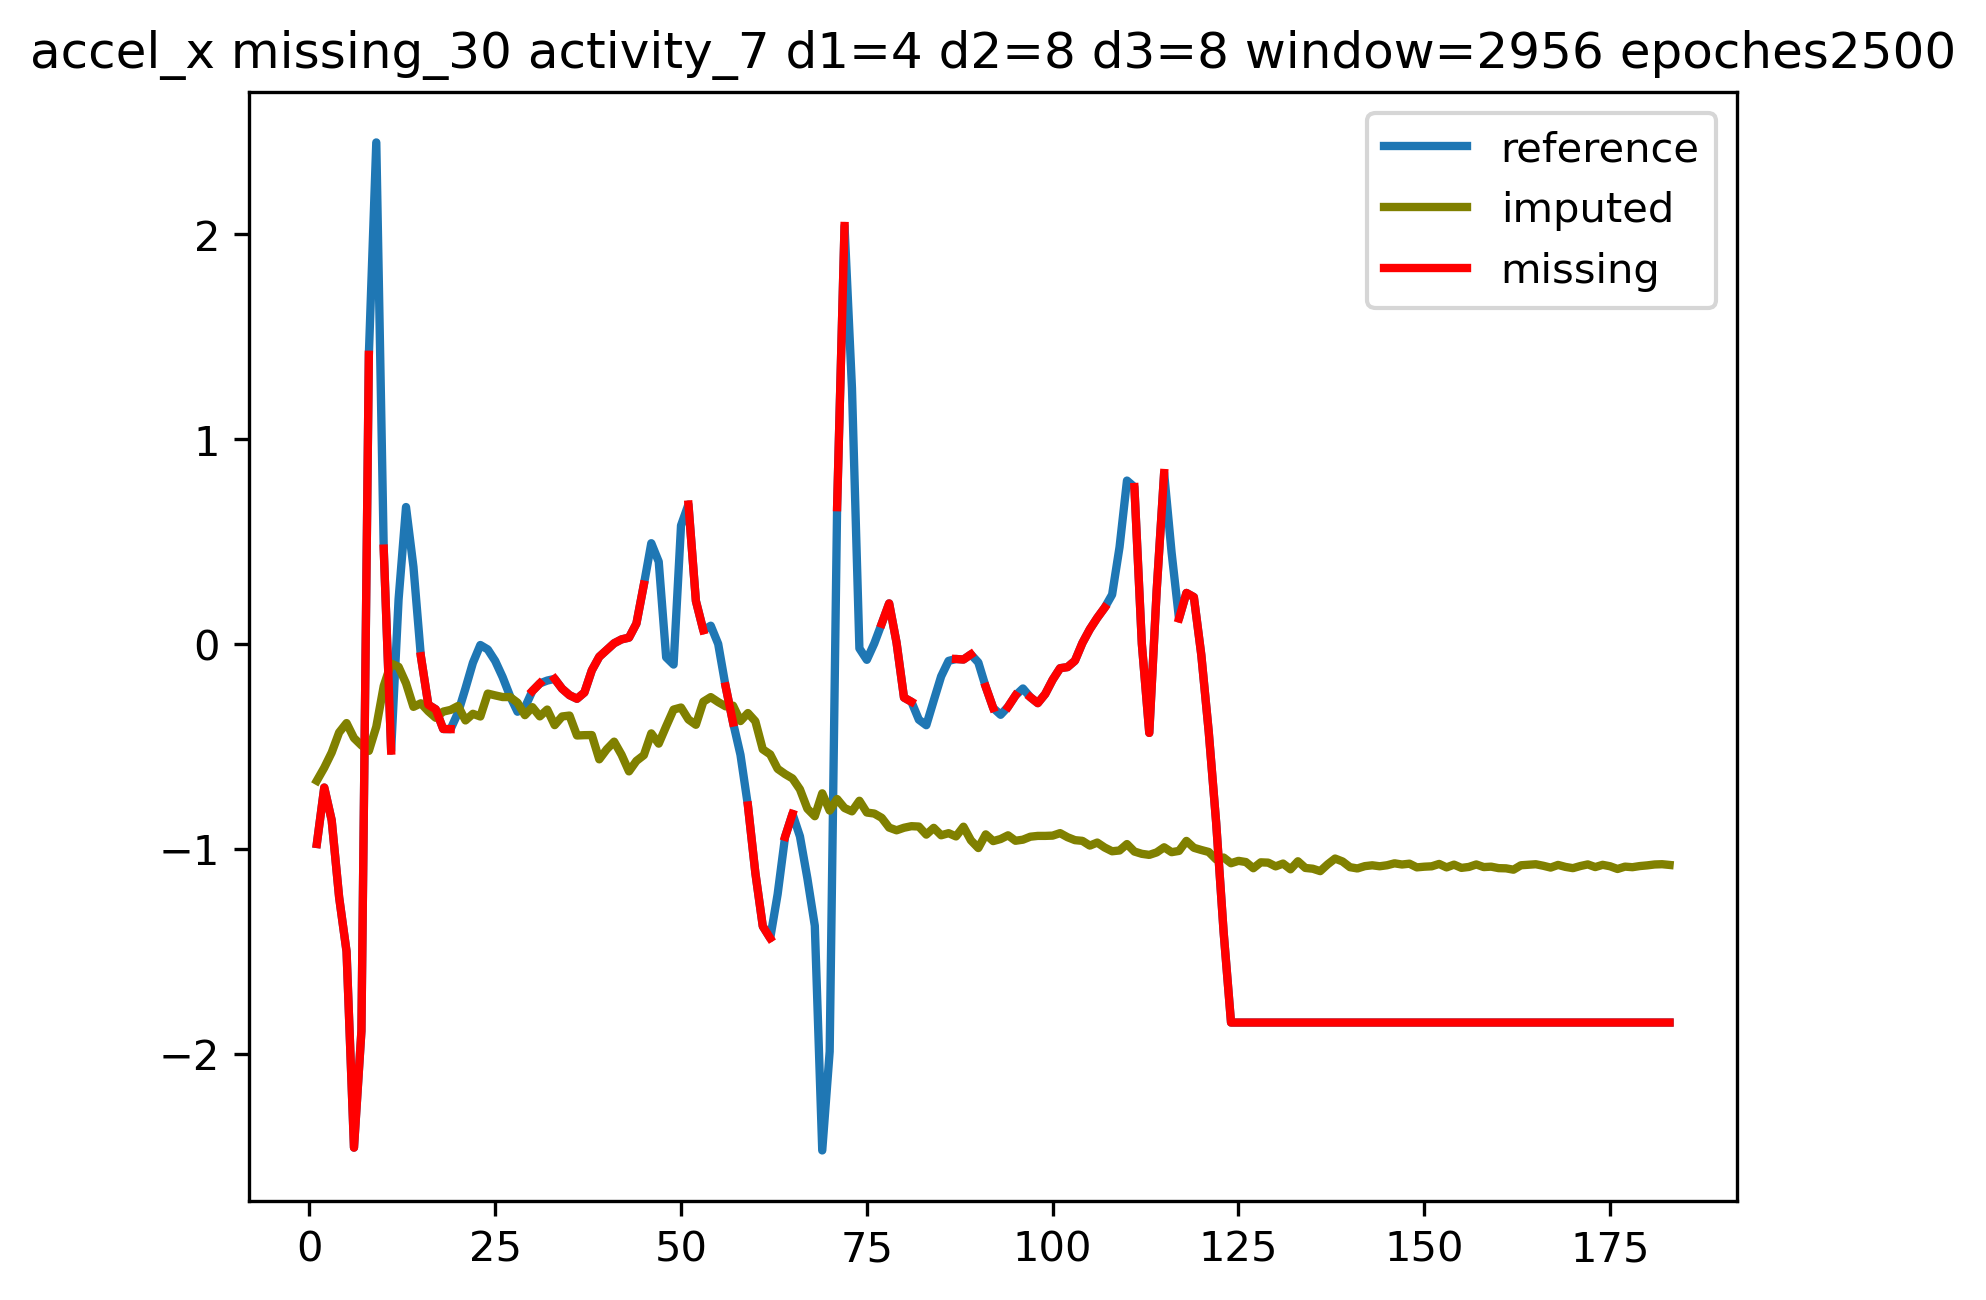 accel_x missing_30 activity_7 d1=4 d2=8 d3=8 window=2956 epoches2500
reference
imputed
missing
2
1
0
−1
−2
0 25 50 75 100 125 150 175